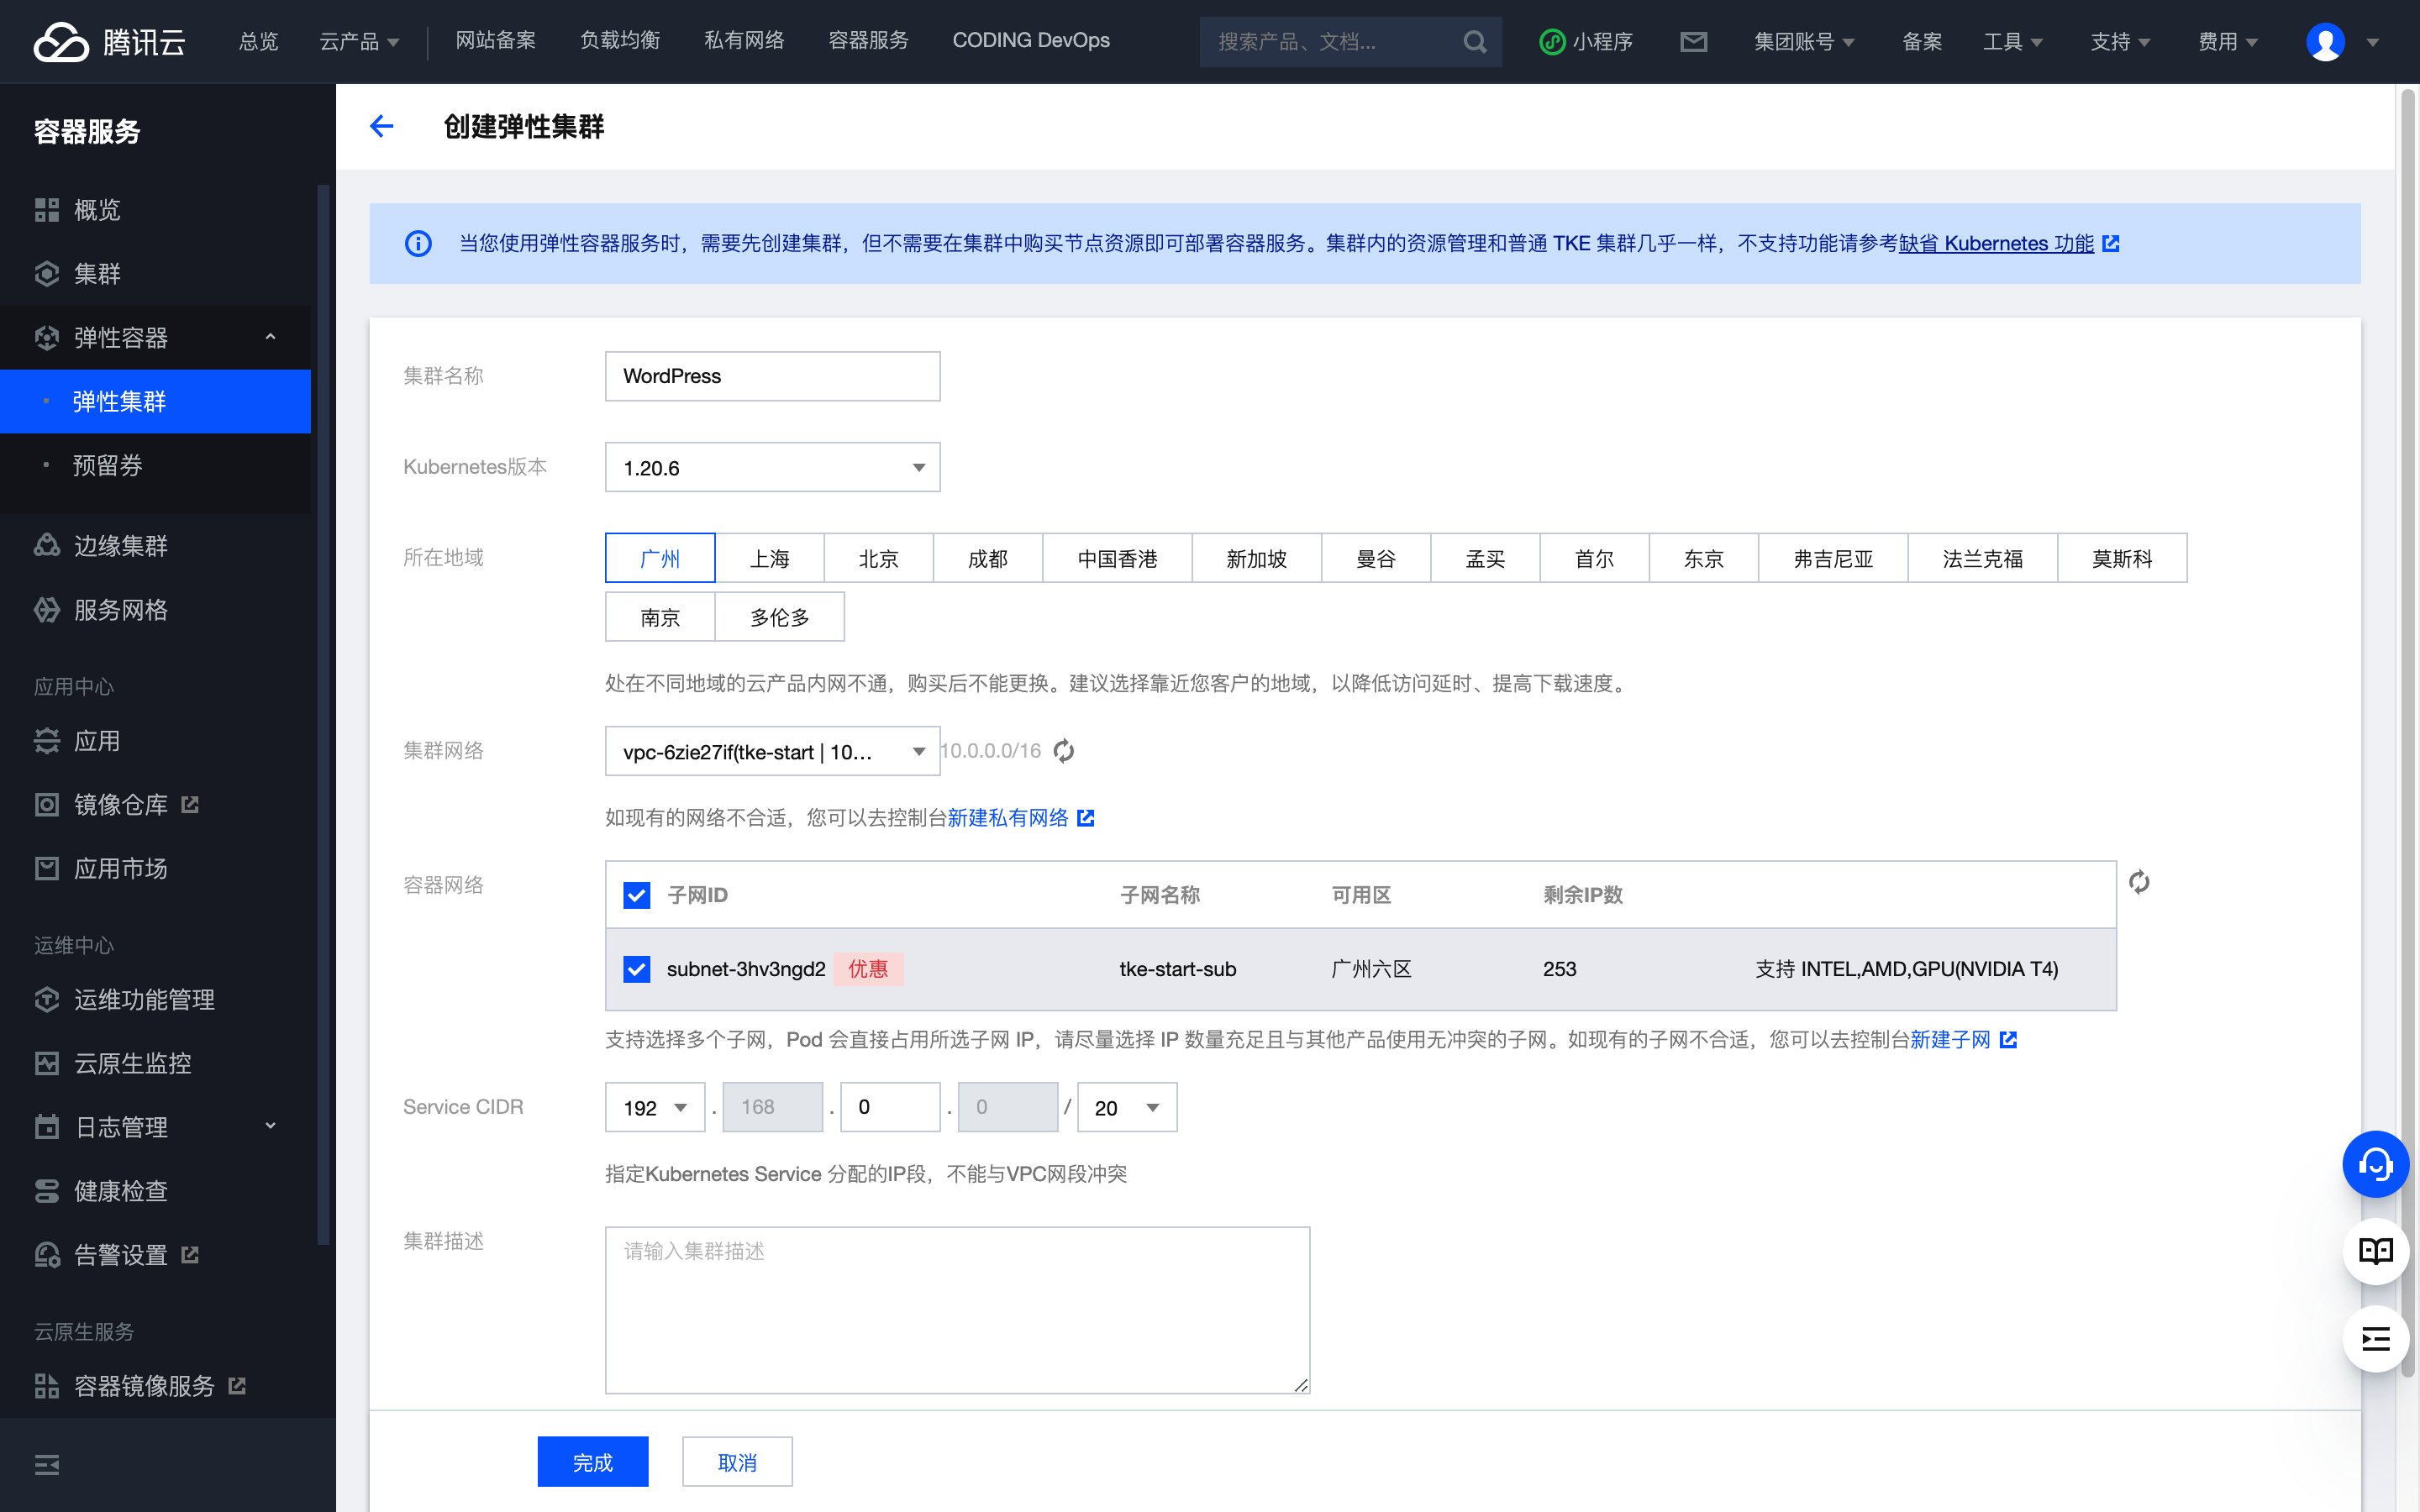 腾讯云
总览
云产品
网站备案
负载均衡
私有网络
容器服务
CODING DevOps
搜索产品、文档...
小程序
集团账号
备案
工具
支持
费用
容器服务
概览
集群
弹性容器
弹性集群
预留券
边缘集群
服务网格
应用中心
应用
镜像仓库
应用市场
运维中心
运维功能管理
云原生监控
日志管理
健康检查
告警设置
云原生服务
容器镜像服务
创建弹性集群
当您使用弹性容器服务时，需要先创建集群，但不需要在集群中购买节点资源即可部署容器服务。集群内的资源管理和普通 TKE 集群几乎一样，不支持功能请参考缺省 Kubernetes 功能
集群名称 WordPress
Kubernetes版本 1.20.6
所在地域 广州 上海 北京 成都 中国香港 新加坡 曼谷 孟买 首尔 东京 弗吉尼亚 法兰克福 莫斯科
南京 多伦多
处在不同地域的云产品内网不通，购买后不能更换。建议选择靠近您客户的地域，以降低访问延时、提高下载速度。
集群网络 vpc-6zie27if(tke-start | 10... 10.0.0.0/16
如现有的网络不合适，您可以去控制台新建私有网络
容器网络 子网ID 子网名称 可用区 剩余IP数
subnet-3hv3ngd2 优惠 tke-start-sub 广州六区 253 支持 INTEL,AMD,GPU(NVIDIA T4)
支持选择多个子网，Pod 会直接占用所选子网 IP，请尽量选择 IP 数量充足且与其他产品使用无冲突的子网。如现有的子网不合适，您可以去控制台新建子网
Service CIDR 192 . 168 . 0 . 0 / 20
指定Kubernetes Service 分配的IP段，不能与VPC网段冲突
集群描述 请输入集群描述
完成 取消